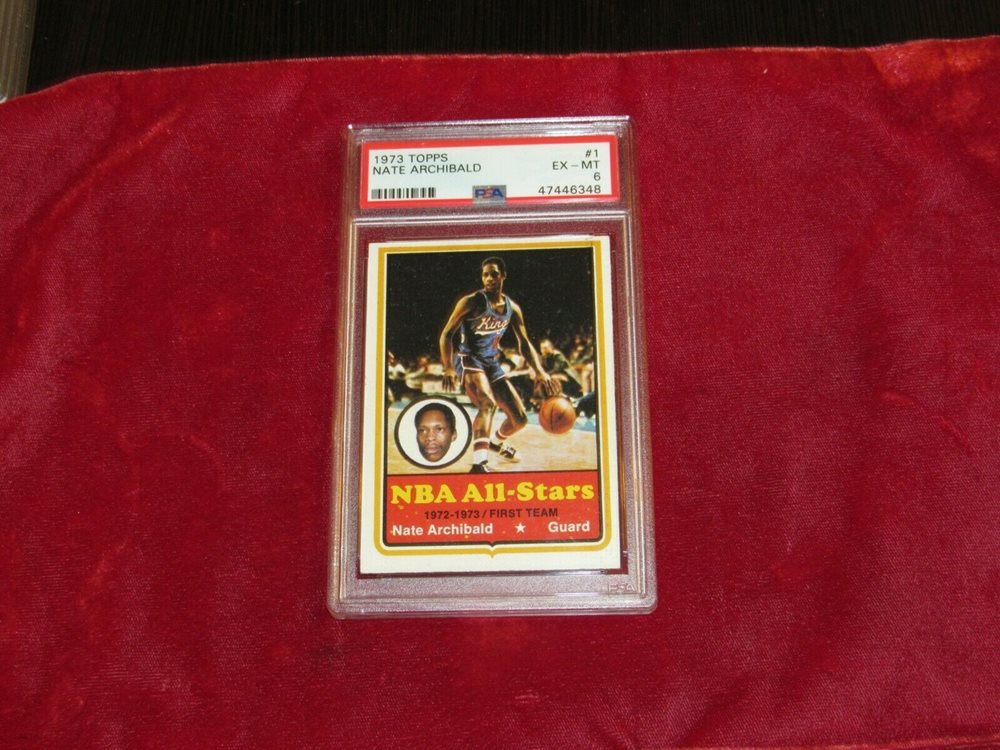 1973 TOPPS #1
NATE ARCHIBALD EX - MT
6
PSA 47446348
Kings
NBA All-Stars
1972-1973 / FIRST TEAM
Nate Archibald ★ Guard
PSA